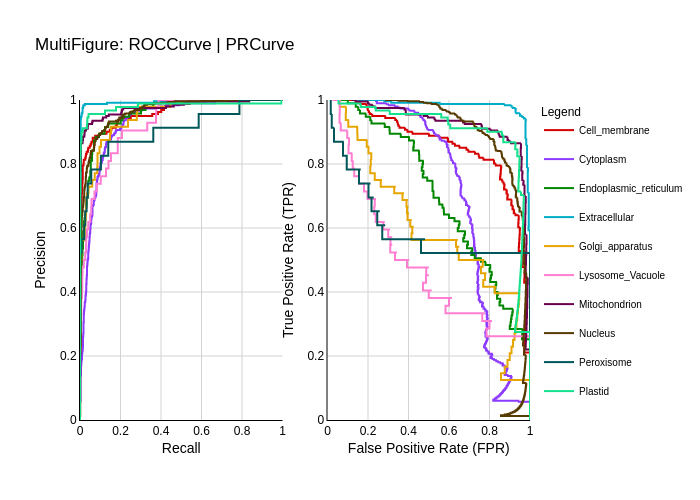 MultiFigure: ROCCurve | PRCurve
Precision
1
0.8
0.6
0.4
0.2
0
0 0.2 0.4 0.6 0.8 1
Recall
True Positive Rate (TPR)
1
0.8
0.6
0.4
0.2
0
0 0.2 0.4 0.6 0.8 1
False Positive Rate (FPR)
Legend
Cell_membrane
Cytoplasm
Endoplasmic_reticulum
Extracellular
Golgi_apparatus
Lysosome_Vacuole
Mitochondrion
Nucleus
Peroxisome
Plastid